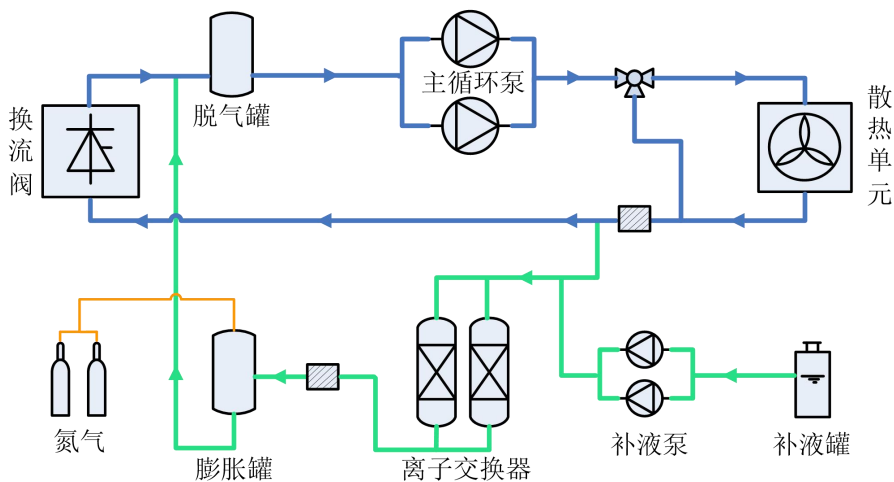 脱气罐
主循环泵
换流阀
散热单元
氮气
膨胀罐
离子交换器
补液泵
补液罐